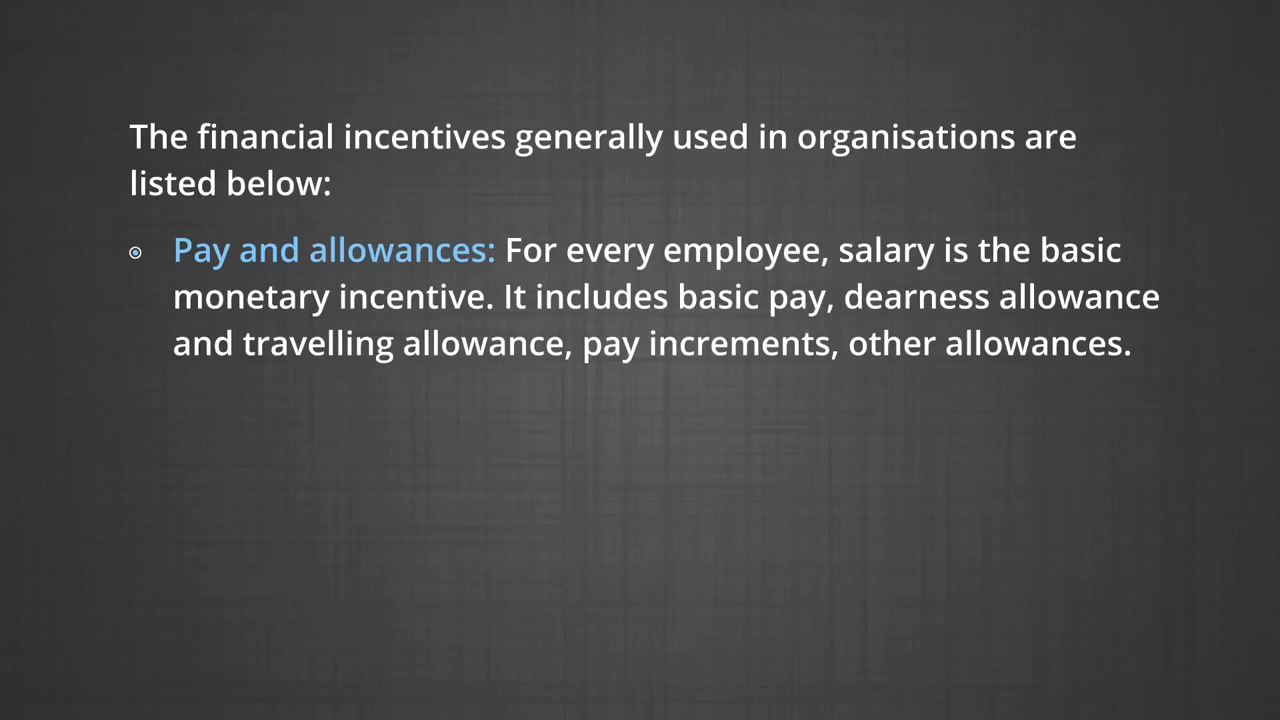 The financial incentives generally used in organisations are
listed below:
Pay and allowances: For every employee, salary is the basic
monetary incentive. It includes basic pay, dearness allowance
and travelling allowance, pay increments, other allowances.